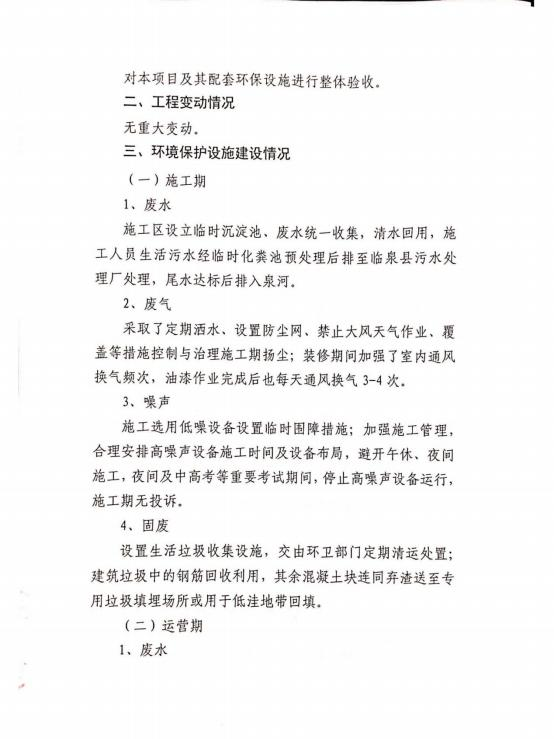 对本项目及其配套环保设施进行整体验收。
二、工程变动情况
无重大变动。
三、环境保护设施建设情况
（一）施工期
1、废水
施工区设立临时沉淀池、废水统一收集，清水回用，施
工人员生活污水经临时化粪池预处理后排至临泉县污水处
理厂处理，尾水达标后排入泉河。
2、废气
采取了定期洒水、设置防尘网、禁止大风天气作业、覆
盖等措施控制与治理施工期扬尘；装修期间加强了室内通风
换气频次，油漆作业完成后也每天通风换气 3-4 次。
3、噪声
施工选用低噪设备设置临时围障措施；加强施工管理，
合理安排高噪声设备施工时间及设备布局，避开午休、夜间
施工，夜间及中高考等重要考试期间，停止高噪声设备运行，
施工期无投诉。
4、固废
设置生活垃圾收集设施，交由环卫部门定期清运处置；
建筑垃圾中的钢筋回收利用，其余混凝土块连同弃渣送至专
用垃圾填埋场所或用于低洼地带回填。
（二）运营期
1、废水